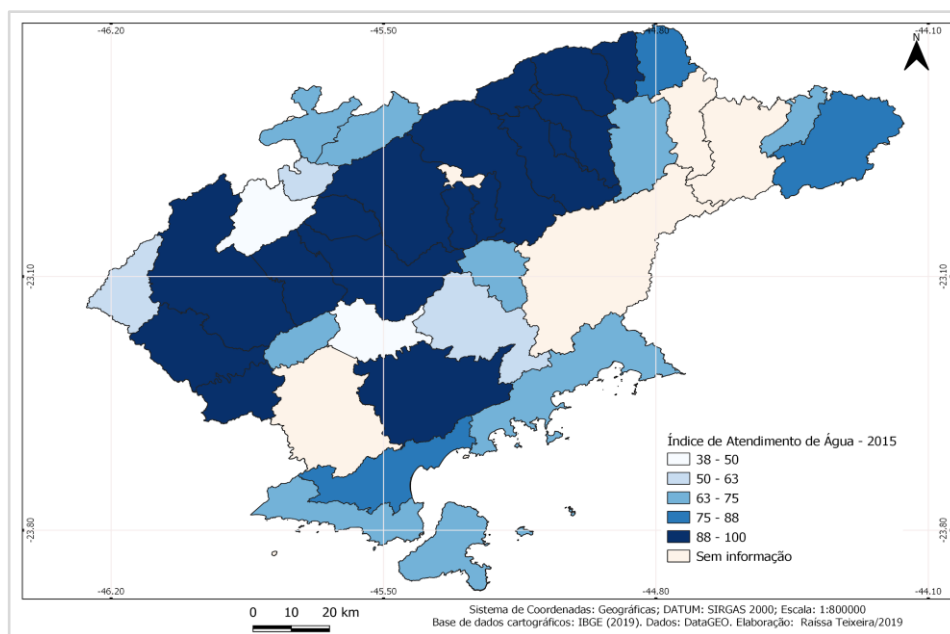 -46.20 -45.50 -44.80 -44.10
N
-23.10 -23.10
Índice de Atendimento de Água - 2015
38 - 50
50 - 63
63 - 75
75 - 88
88 - 100
Sem informação
-23.80 -23.80
-46.20 -45.50 -44.80 -44.10
0 10 20 km
Sistema de Coordenadas: Geográficas; DATUM: SIRGAS 2000; Escala: 1:800000
Base de dados cartográficos: IBGE (2019). Dados: DataGEO. Elaboração: Raíssa Teixeira/2019